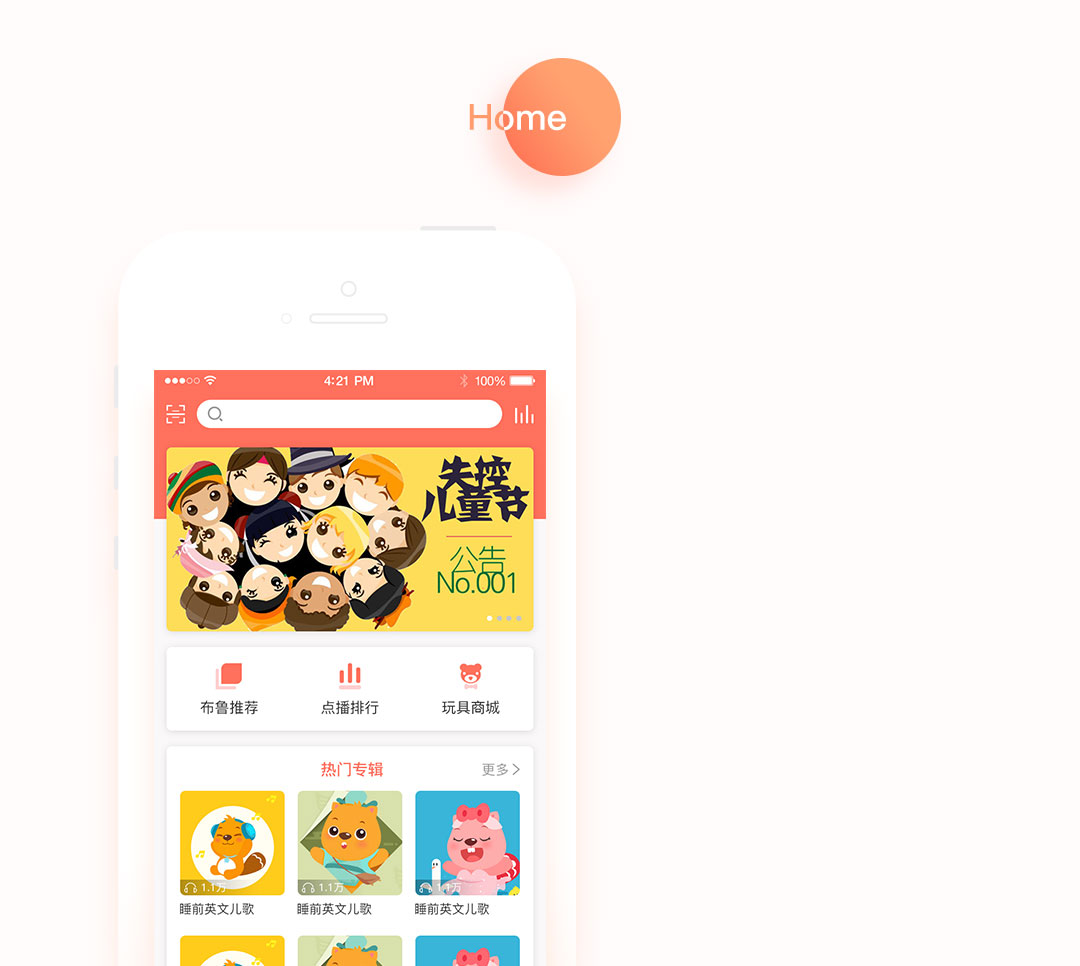 Home
4:21 PM
100%
失控
儿童节
公告
No.001
布鲁推荐
点播排行
玩具商城
热门专辑
更多
1.1万
1.1万
1.1万
睡前英文儿歌
睡前英文儿歌
睡前英文儿歌